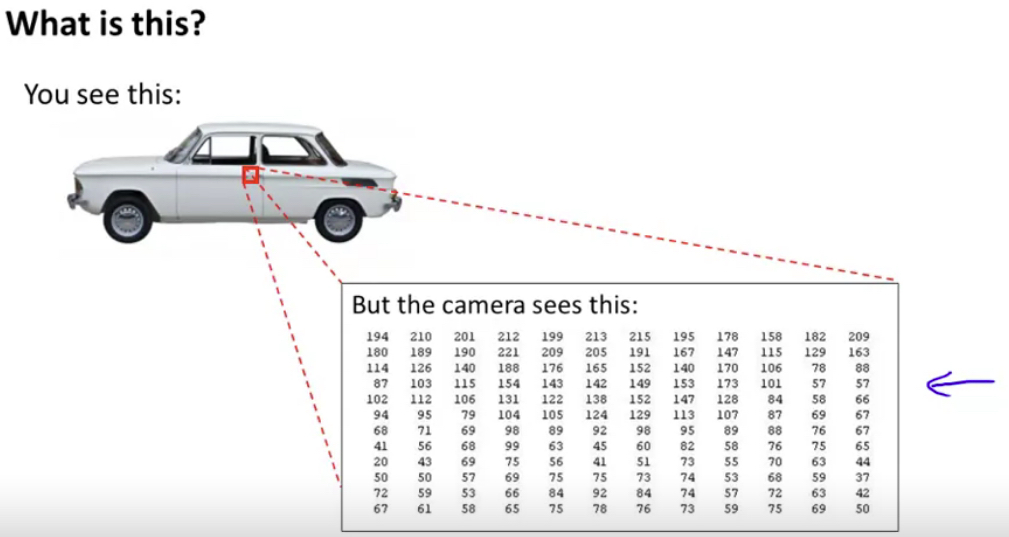 What is this?
You see this:
But the camera sees this:
194 210 201 212 199 213 215 195 178 158 182 209
180 189 190 221 209 205 191 167 147 115 129 163
114 126 140 188 176 165 152 140 170 106 78 88
87 103 115 154 143 142 149 153 173 101 57 57
102 112 106 131 122 138 152 147 128 84 58 66
94 95 79 104 105 124 129 113 107 87 69 67
68 71 69 98 89 92 98 95 89 88 76 67
41 56 68 99 63 45 60 82 58 76 75 65
20 43 69 75 56 41 51 73 55 70 63 44
50 50 57 69 75 75 73 74 53 68 59 37
72 59 53 66 84 92 84 74 57 72 63 42
67 61 58 65 75 78 76 73 59 75 69 50